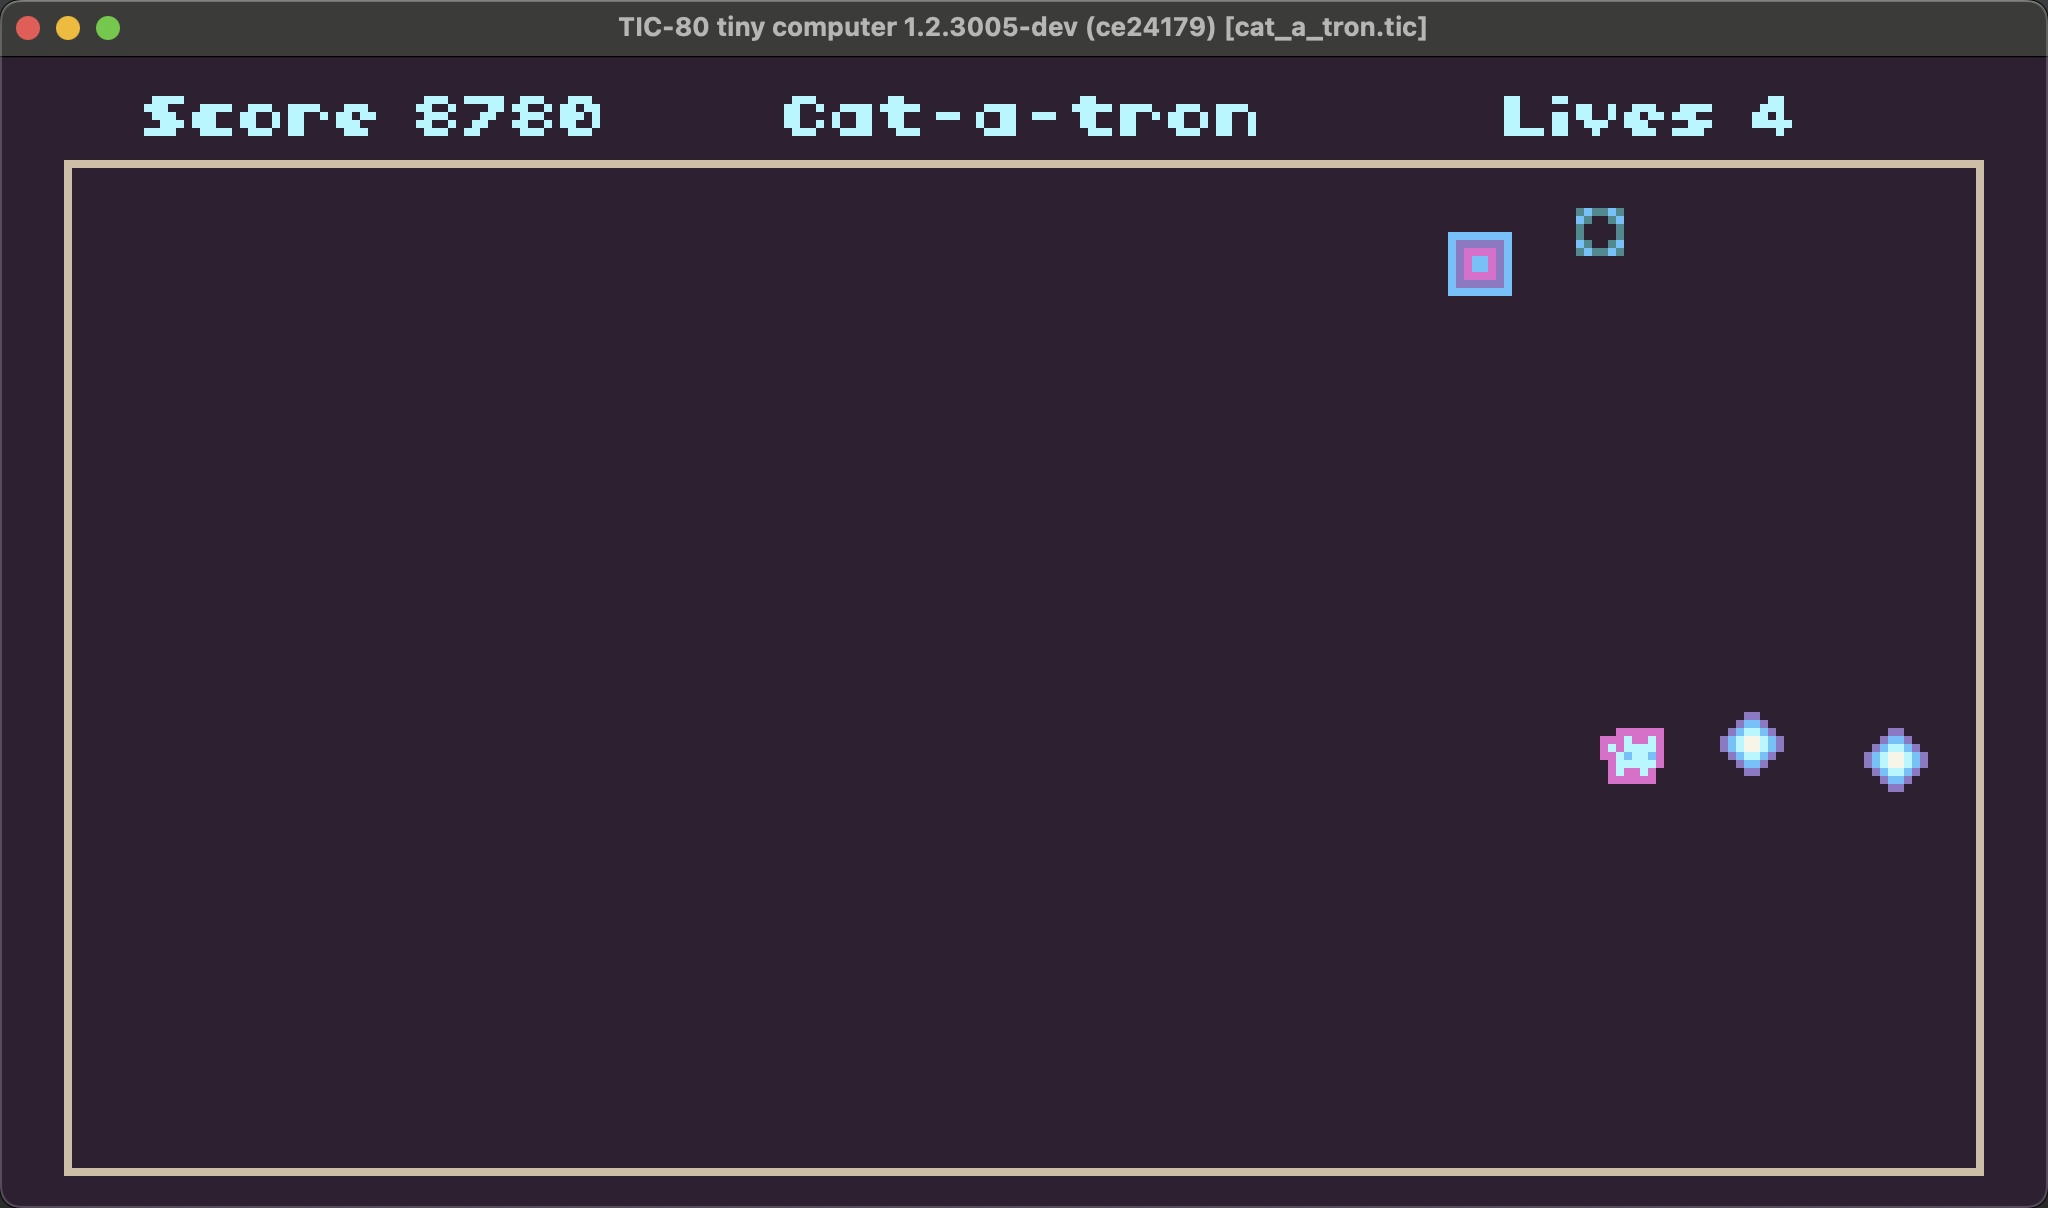 TIC-80 tiny computer 1.2.3005-dev (ce24179) [cat_a_tron.tic]
Score 8780 Cat-a-tron Lives 4